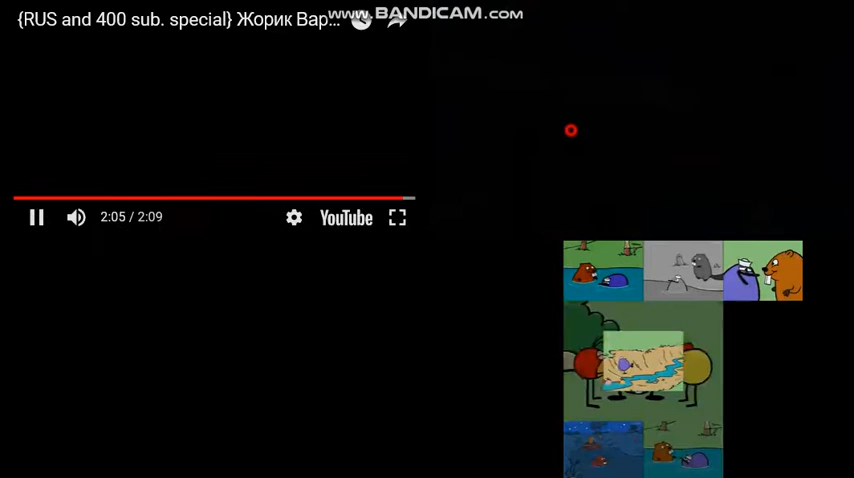 {RUS and 400 sub. special} Жорик Вар...
www.BANDICAM.com
2:05 / 2:09
YouTube